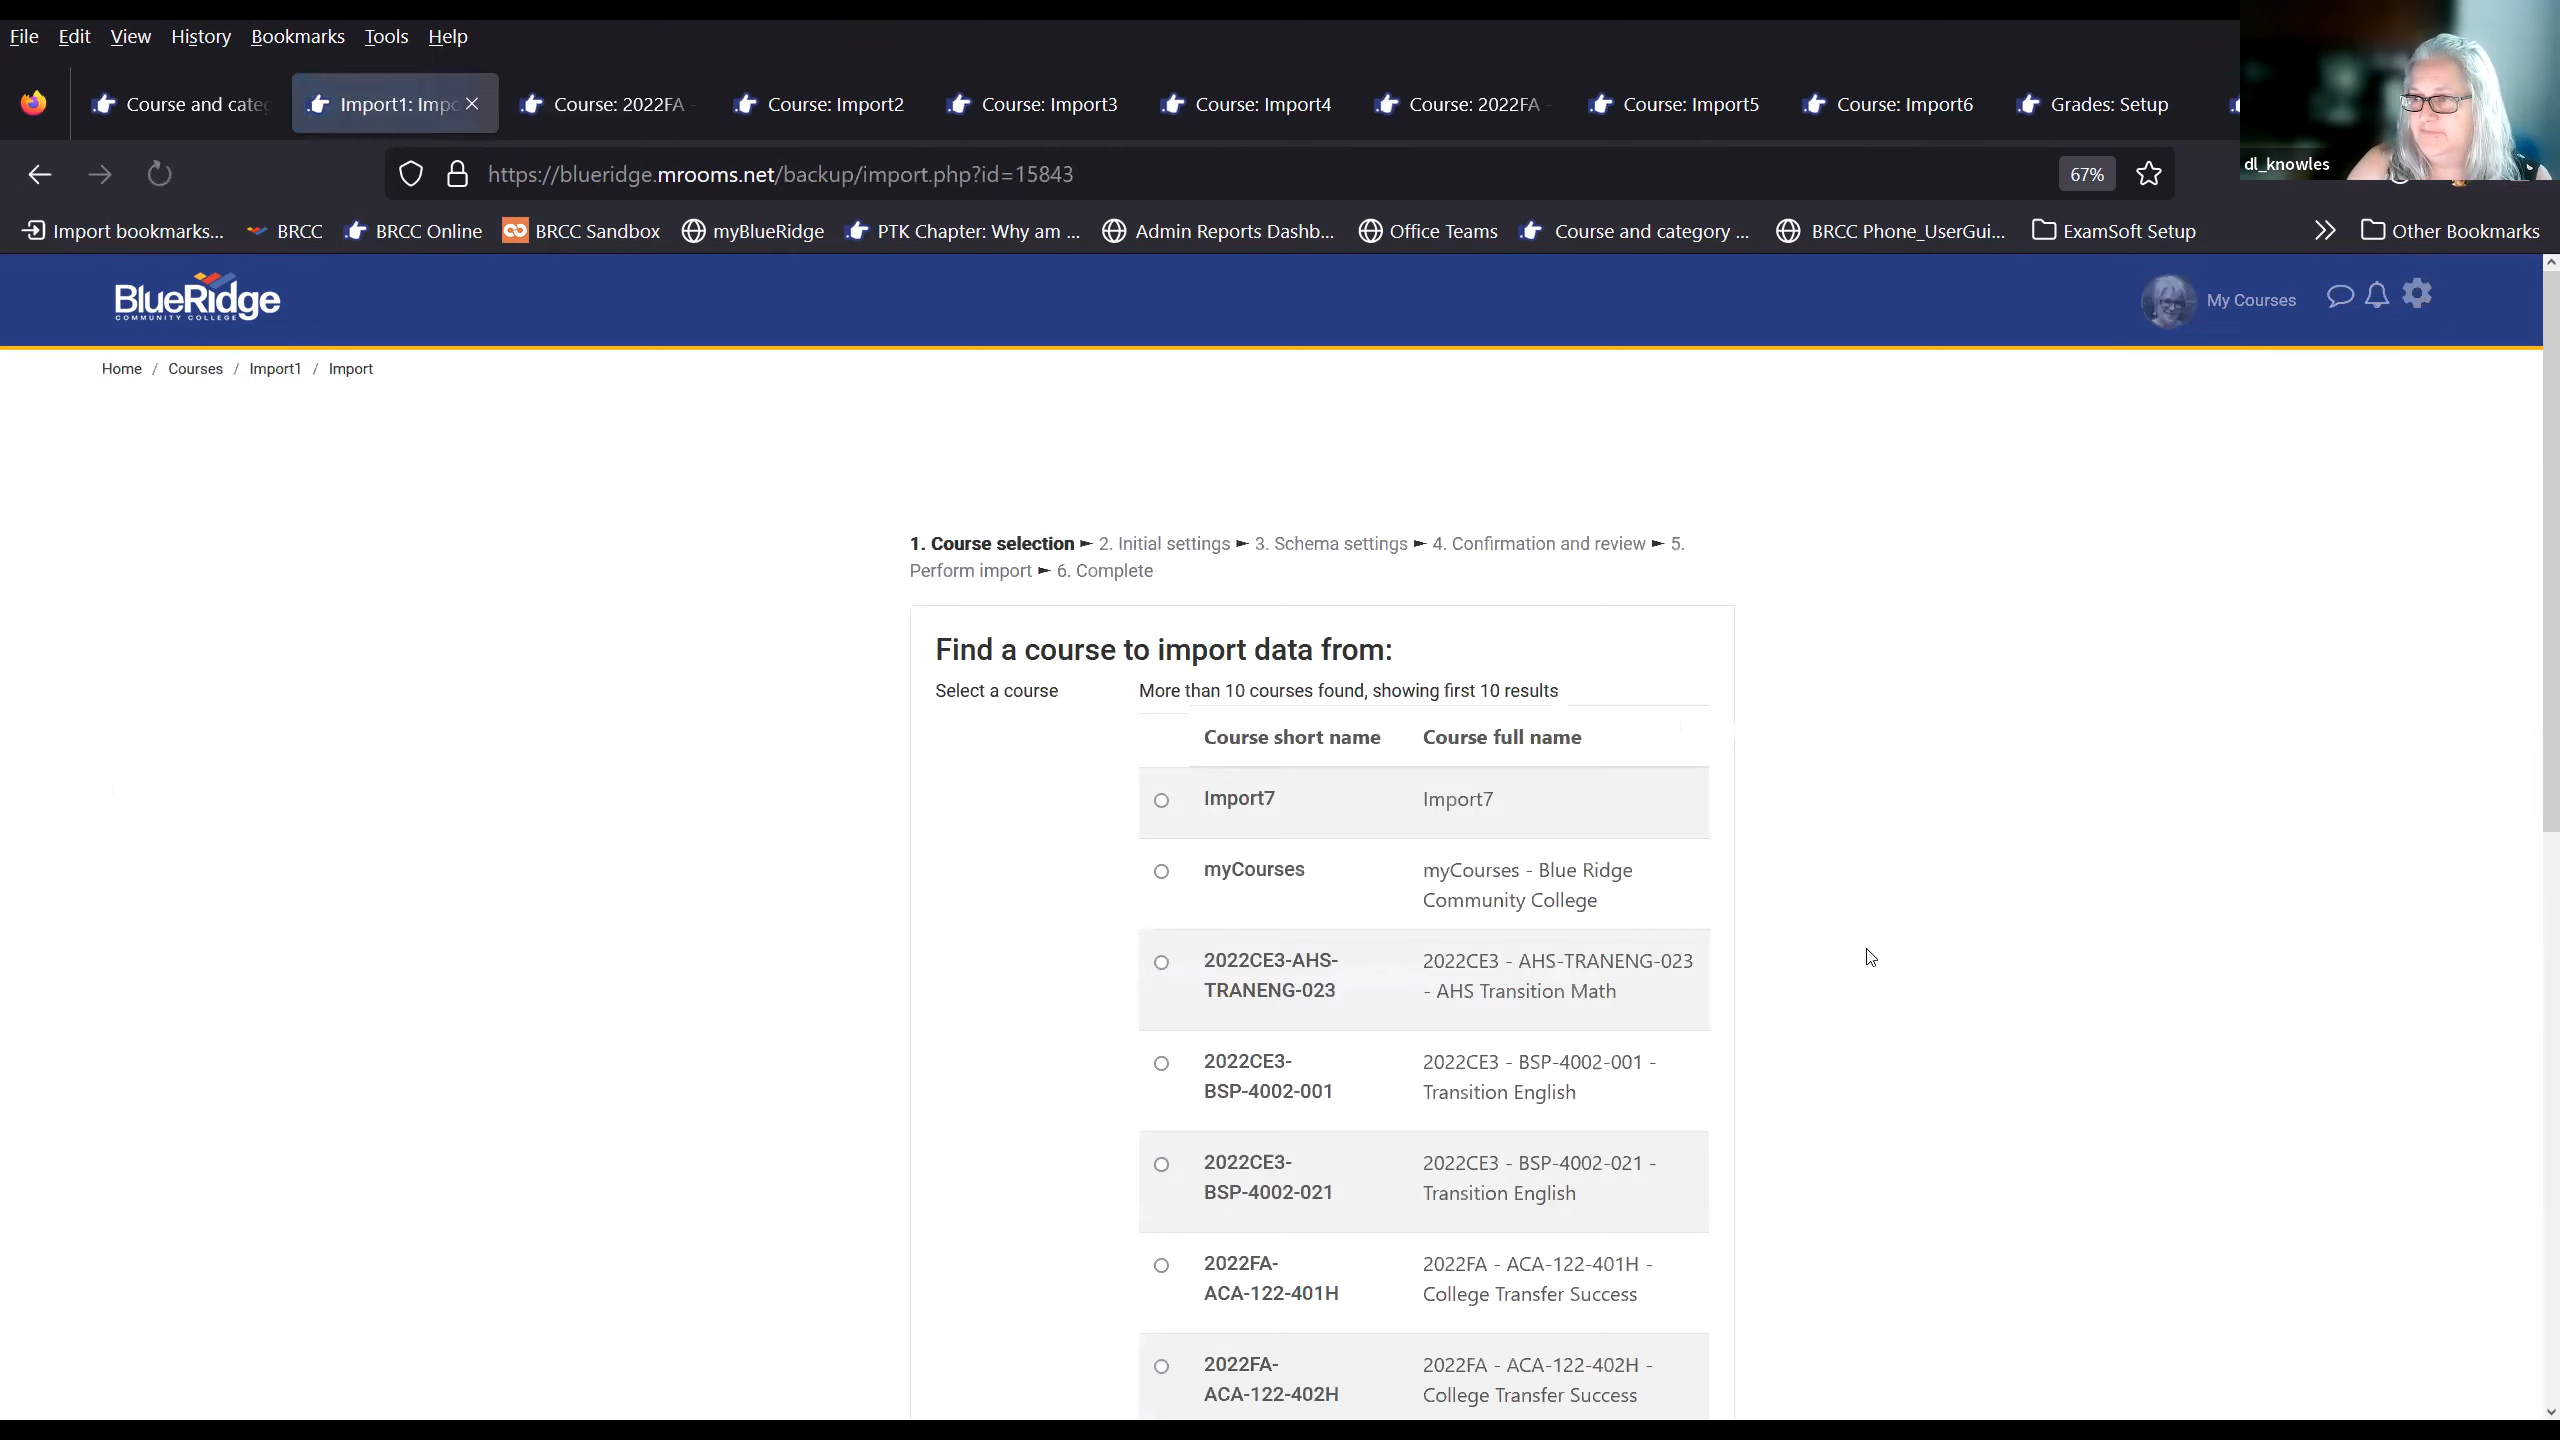 File Edit View History Bookmarks Tools Help
Course and cate
Import1: Imp
Course: 2022FA -
Course: Import2
Course: Import3
Course: Import4
Course: 2022FA -
Course: Import5
Course: Import6
Grades: Setup
dl_knowles
https://blueridge.mrooms.net/backup/import.php?id=15843
67%
Import bookmarks...
BRCC
BRCC Online
BRCC Sandbox
myBlueRidge
PTK Chapter: Why am ...
Admin Reports Dashb...
Office Teams
Course and category ...
BRCC Phone_UserGui...
ExamSoft Setup
Other Bookmarks
BlueRidge
COMMUNITY COLLEGE
My Courses
Home / Courses / Import1 / Import
1. Course selection ► 2. Initial settings ► 3. Schema settings ► 4. Confirmation and review ► 5.
Perform import ► 6. Complete
Find a course to import data from:
Select a course
More than 10 courses found, showing first 10 results
Course short name Course full name
Import7 Import7
myCourses myCourses - Blue Ridge
Community College
2022CE3-AHS- 2022CE3 - AHS-TRANENG-023
TRANENG-023 - AHS Transition Math
2022CE3- 2022CE3 - BSP-4002-001 -
BSP-4002-001 Transition English
2022CE3- 2022CE3 - BSP-4002-021 -
BSP-4002-021 Transition English
2022FA- 2022FA - ACA-122-401H -
ACA-122-401H College Transfer Success
2022FA- 2022FA - ACA-122-402H -
ACA-122-402H College Transfer Success